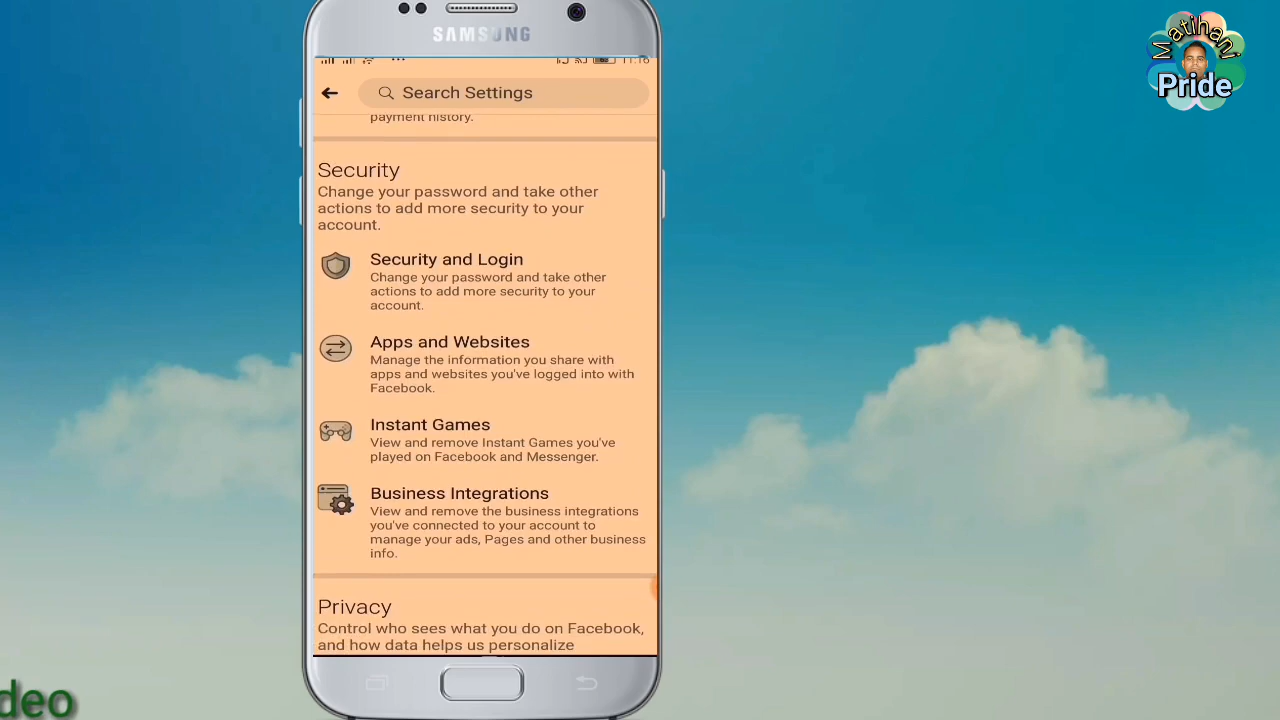 SAMSUNG
11:16
Search Settings
payment history.
Security
Change your password and take other
actions to add more security to your
account.
Security and Login
Change your password and take other
actions to add more security to your
account.
Apps and Websites
Manage the information you share with
apps and websites you've logged into with
Facebook.
Instant Games
View and remove Instant Games you've
played on Facebook and Messenger.
Business Integrations
View and remove the business integrations
you've connected to your account to
manage your ads, Pages and other business
info.
Privacy
Control who sees what you do on Facebook,
and how data helps us personalize
Matihani
Pride
deo